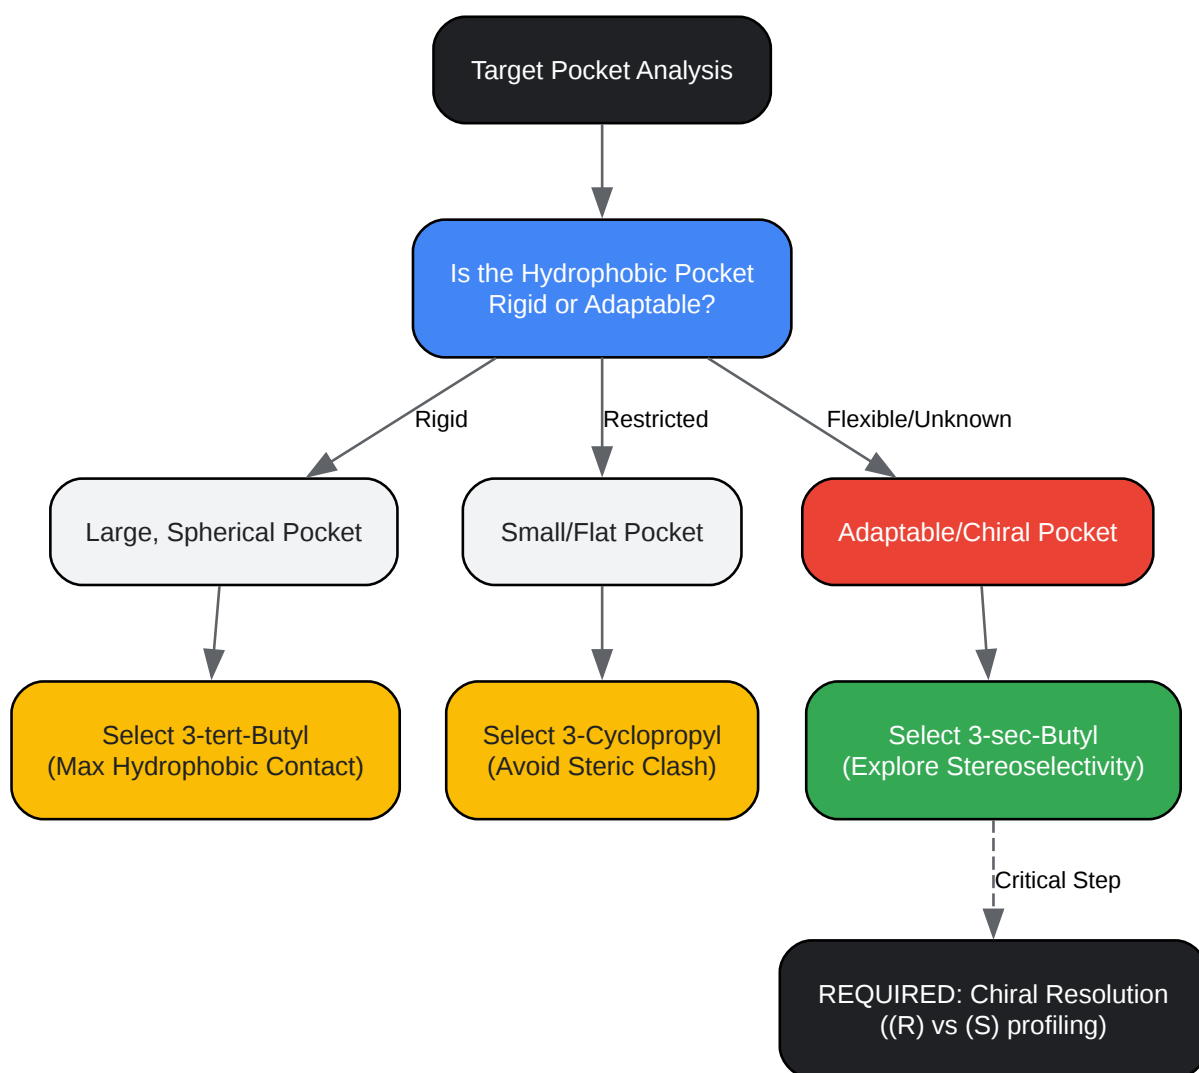 Target Pocket Analysis
Is the Hydrophobic Pocket
Rigid or Adaptable?
Rigid
Restricted
Flexible/Unknown
Large, Spherical Pocket
Small/Flat Pocket
Adaptable/Chiral Pocket
Select 3-tert-Butyl
(Max Hydrophobic Contact)
Select 3-Cyclopropyl
(Avoid Steric Clash)
Select 3-sec-Butyl
(Explore Stereoselectivity)
Critical Step
REQUIRED: Chiral Resolution
((R) vs (S) profiling)